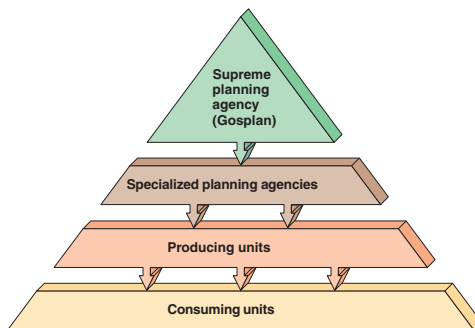 Supreme
planning
agency
(Gosplan)
Specialized planning agencies
Producing units
Consuming units